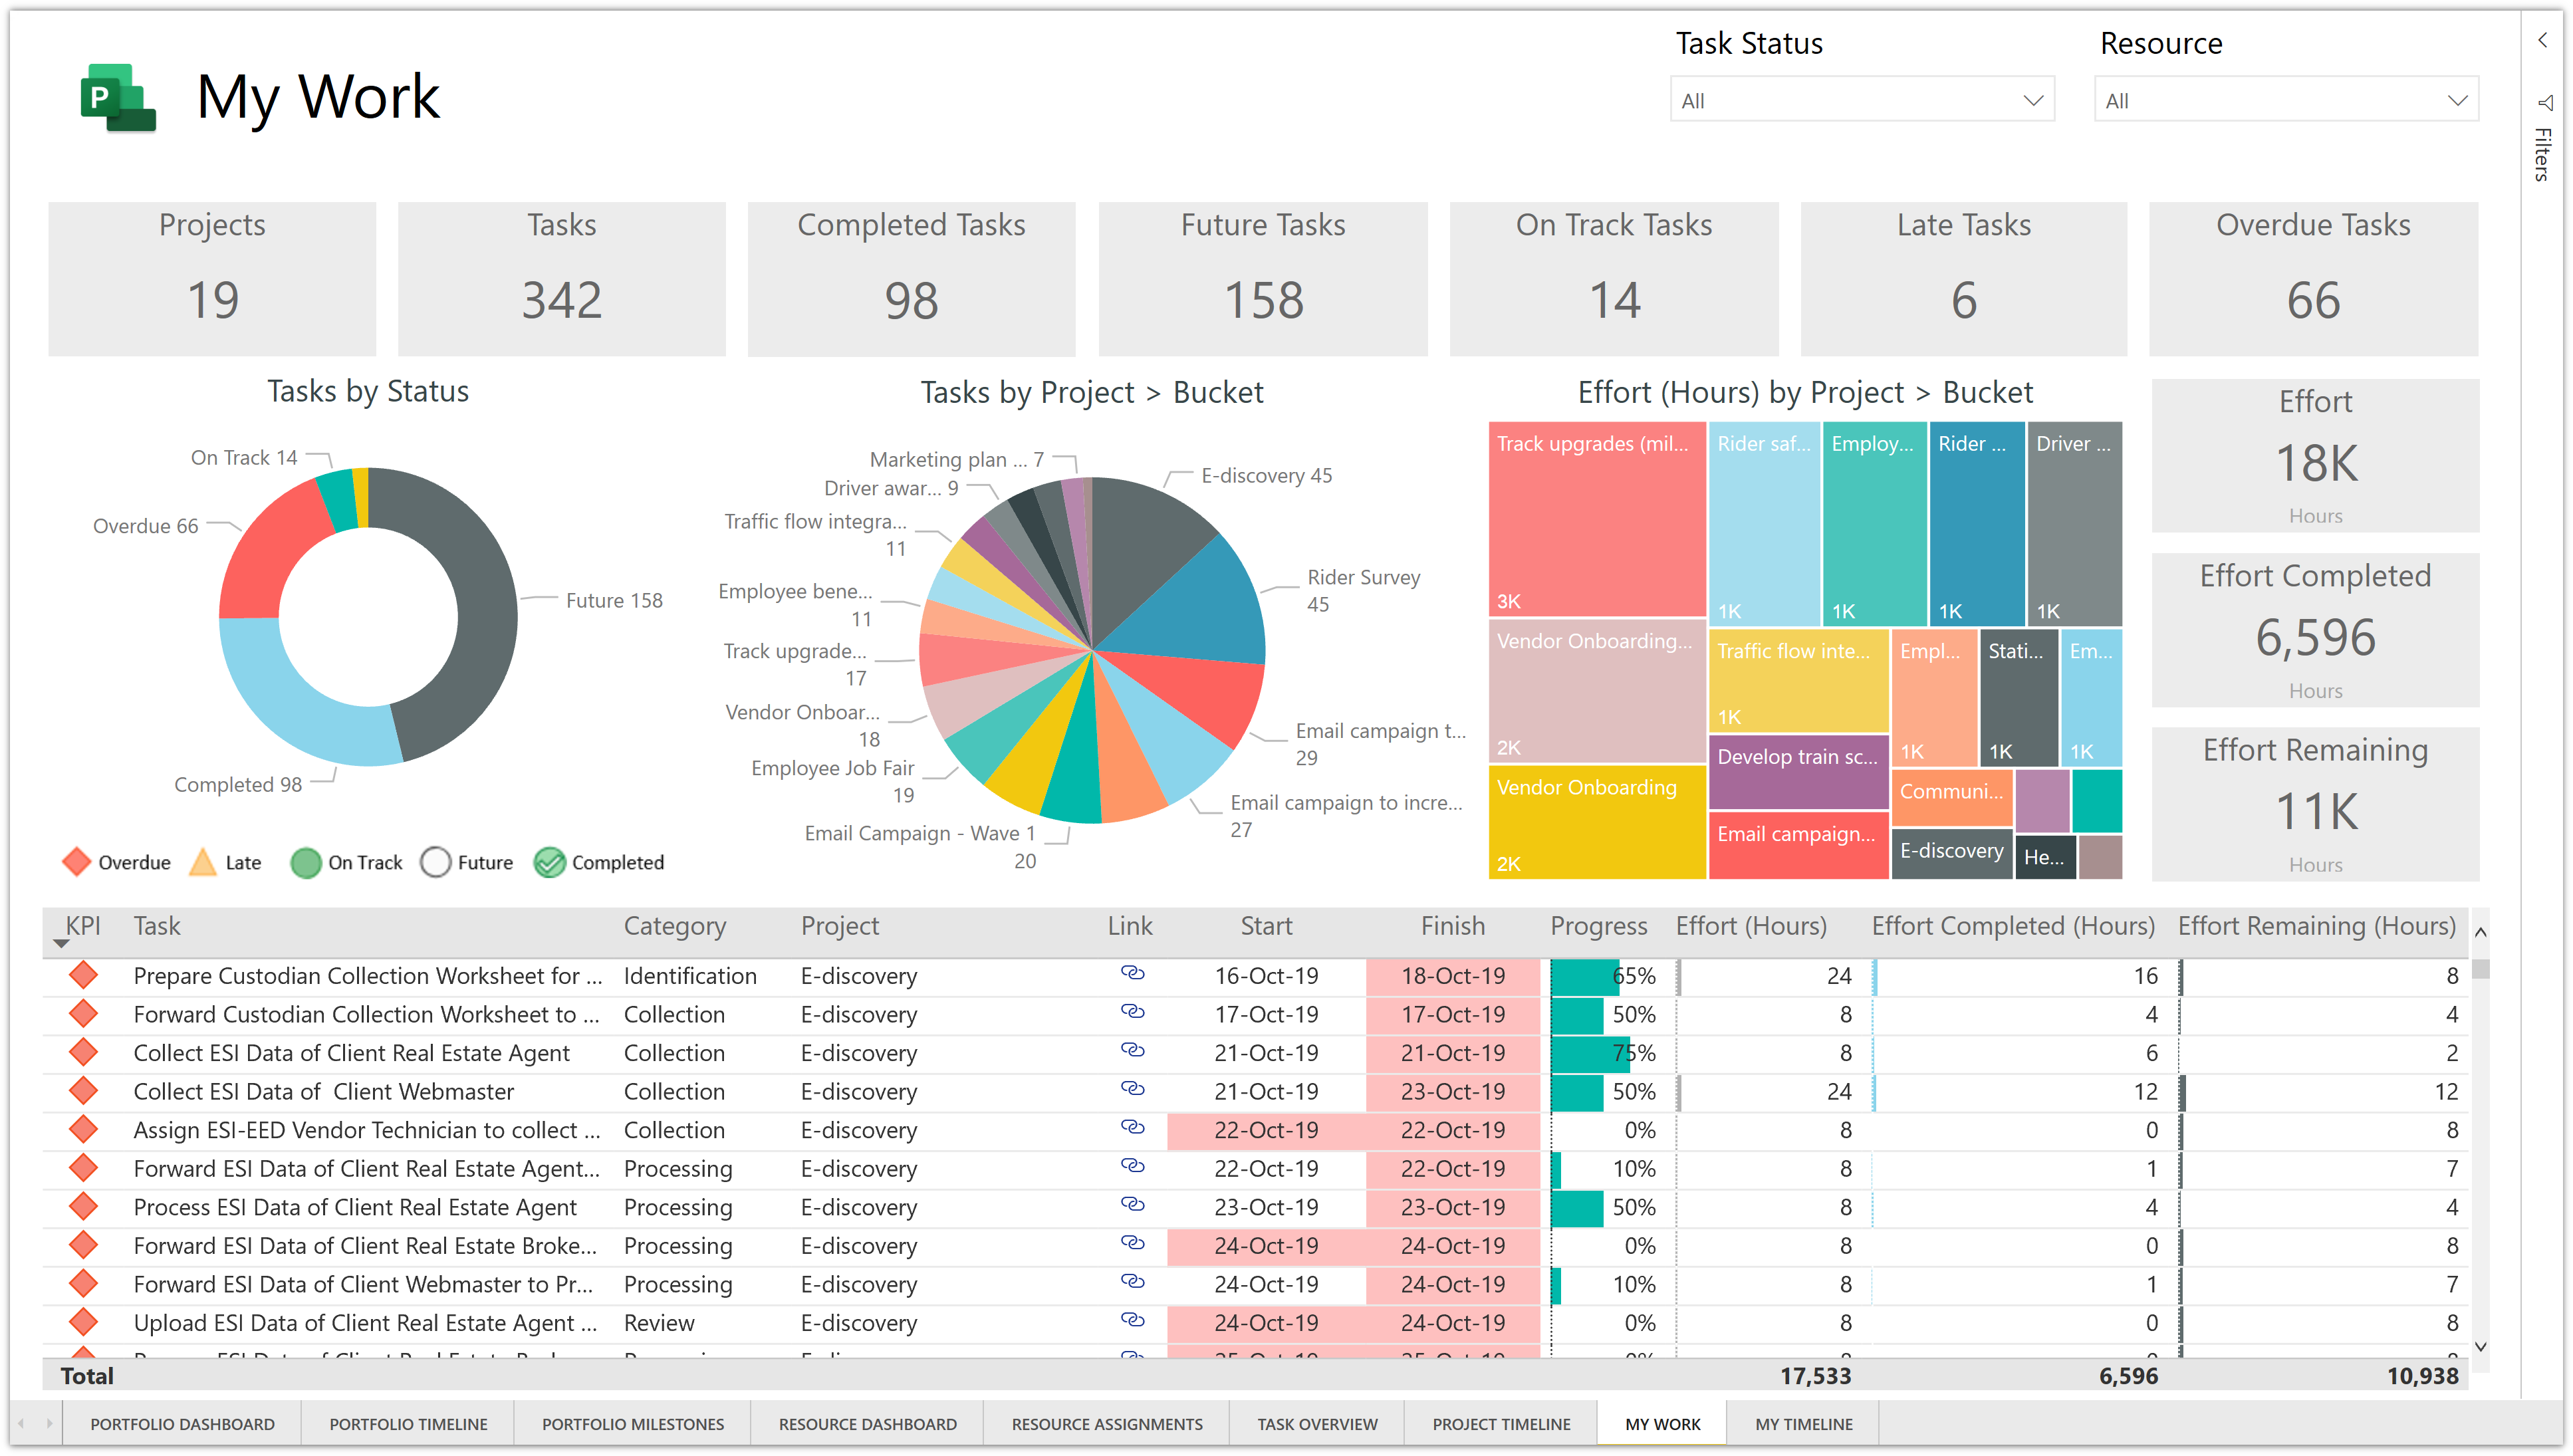 Task Status
Resource
P
My Work
All
All
Filters
Projects
Tasks
Completed Tasks
Future Tasks
On Track Tasks
Late Tasks
Overdue Tasks
19
342
98
158
14
6
66
Tasks by Status
On Track 14
Overdue 66
Future 158
Completed 98
Overdue
Late
On Track
Future
Completed
Tasks by Project > Bucket
Marketing plan ... 7
Driver awar... 9
Traffic flow integra...
11
Employee bene...
11
Track upgrade...
17
Vendor Onboar...
18
Employee Job Fair
19
Email Campaign - Wave 1
20
E-discovery 45
Rider Survey
45
Email campaign t...
29
Email campaign to incre...
27
Effort (Hours) by Project > Bucket
Track upgrades (mil...
3K
Rider saf...
1K
Employ...
1K
Rider ...
1K
Driver ...
1K
Vendor Onboarding...
2K
Traffic flow inte...
1K
Empl...
1K
Stati...
1K
Em...
1K
Vendor Onboarding
2K
Develop train sc...
Email campaign...
Communi...
E-discovery
He...
Effort
18K
Hours
Effort Completed
6,596
Hours
Effort Remaining
11K
Hours
KPI Task Category Project Link Start Finish Progress Effort (Hours) Effort Completed (Hours) Effort Remaining (Hours)
Prepare Custodian Collection Worksheet for ... Identification E-discovery 16-Oct-19 18-Oct-19 65% 24 16 8
Forward Custodian Collection Worksheet to ... Collection E-discovery 17-Oct-19 17-Oct-19 50% 8 4 4
Collect ESI Data of Client Real Estate Agent Collection E-discovery 21-Oct-19 21-Oct-19 75% 8 6 2
Collect ESI Data of  Client Webmaster Collection E-discovery 21-Oct-19 23-Oct-19 50% 24 12 12
Assign ESI-EED Vendor Technician to collect ... Collection E-discovery 22-Oct-19 22-Oct-19 0% 8 0 8
Forward ESI Data of Client Real Estate Agent... Processing E-discovery 22-Oct-19 22-Oct-19 10% 8 1 7
Process ESI Data of Client Real Estate Agent Processing E-discovery 23-Oct-19 23-Oct-19 50% 8 4 4
Forward ESI Data of Client Real Estate Broke... Processing E-discovery 24-Oct-19 24-Oct-19 0% 8 0 8
Forward ESI Data of Client Webmaster to Pr... Processing E-discovery 24-Oct-19 24-Oct-19 10% 8 1 7
Upload ESI Data of Client Real Estate Agent ... Review E-discovery 24-Oct-19 24-Oct-19 0% 8 0 8
Total 17,533 6,596 10,938
PORTFOLIO DASHBOARD PORTFOLIO TIMELINE PORTFOLIO MILESTONES RESOURCE DASHBOARD RESOURCE ASSIGNMENTS TASK OVERVIEW PROJECT TIMELINE MY WORK MY TIMELINE